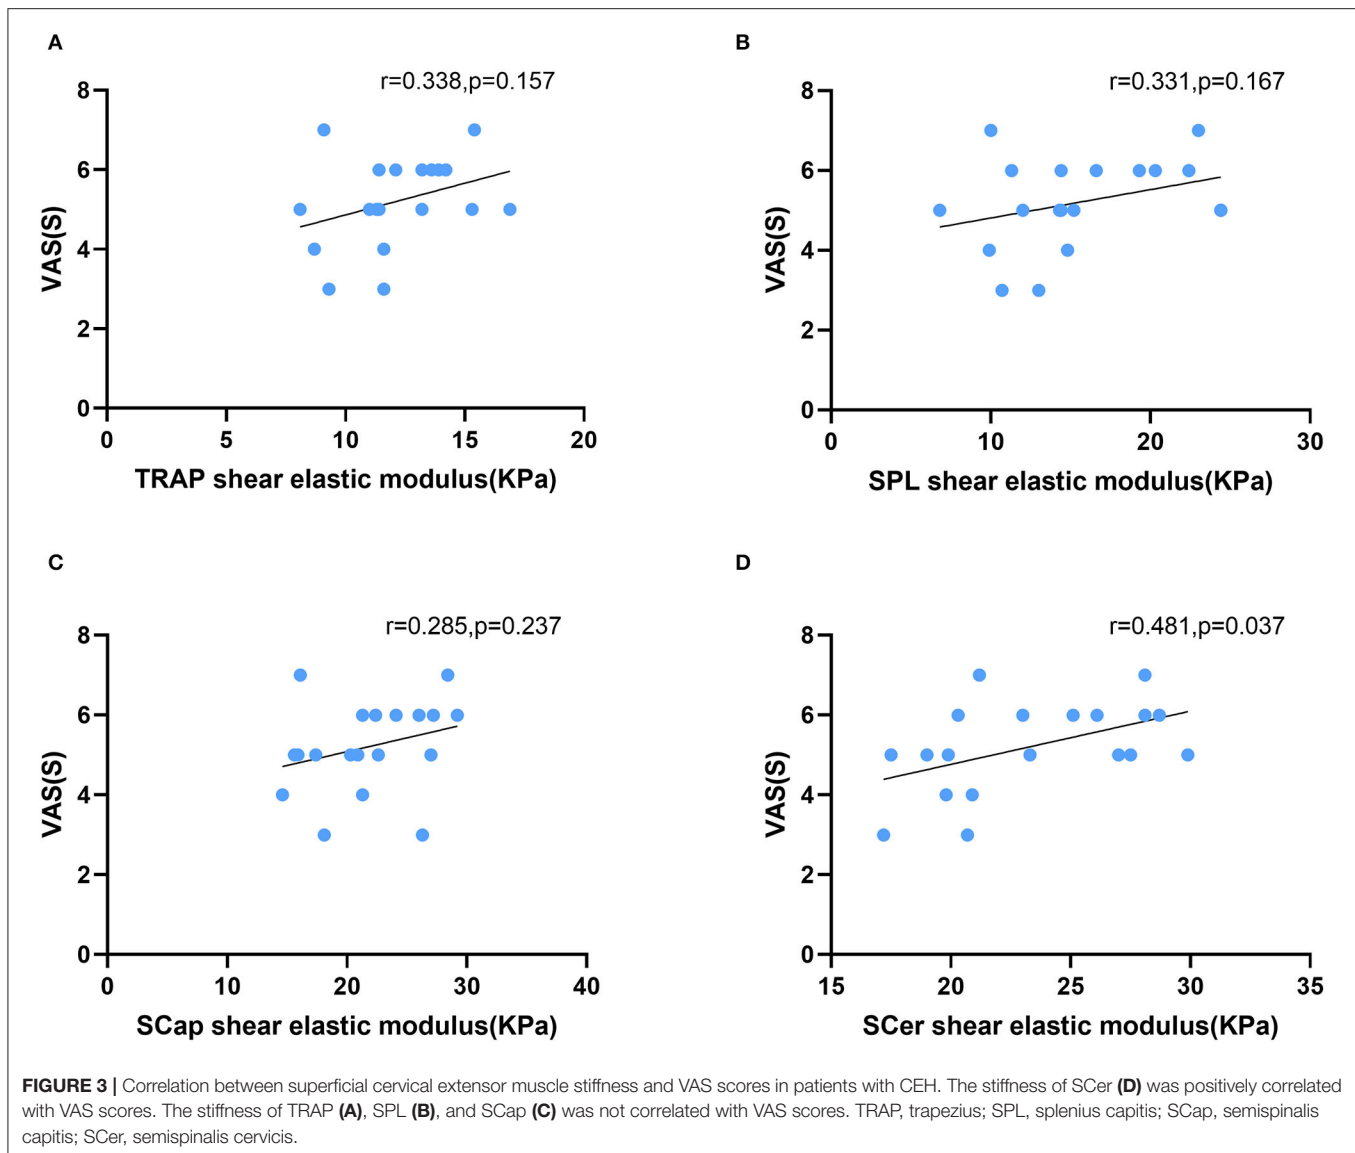 A
r=0.338,p=0.157
8
6
4
2
0
VAS(S)
0 5 10 15 20
TRAP shear elastic modulus(KPa)
B
r=0.331,p=0.167
8
6
4
2
0
VAS(S)
0 10 20 30
SPL shear elastic modulus(KPa)
C
r=0.285,p=0.237
8
6
4
2
0
VAS(S)
0 10 20 30 40
SCap shear elastic modulus(KPa)
D
r=0.481,p=0.037
8
6
4
2
0
VAS(S)
15 20 25 30 35
SCer shear elastic modulus(KPa)
FIGURE 3 | Correlation between superficial cervical extensor muscle stiffness and VAS scores in patients with CEH. The stiffness of SCer (D) was positively correlated
with VAS scores. The stiffness of TRAP (A), SPL (B), and SCap (C) was not correlated with VAS scores. TRAP, trapezius; SPL, splenius capitis; SCap, semispinalis
capitis; SCer, semispinalis cervicis.